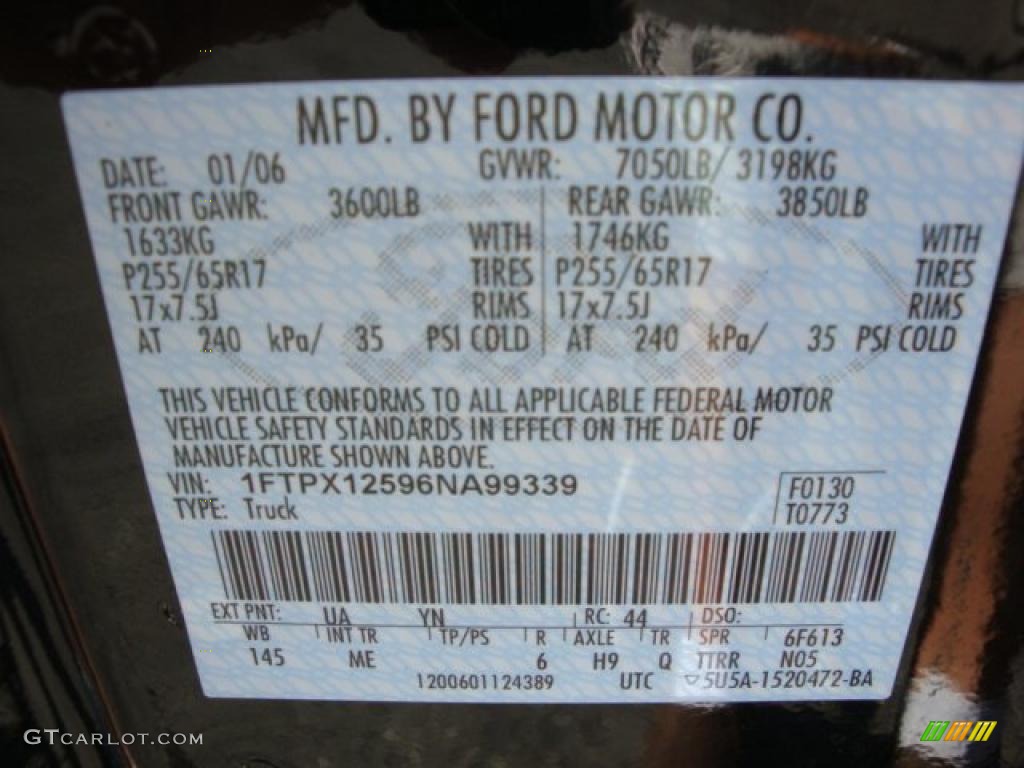 MFD. BY FORD MOTOR CO.
DATE: 01/06 GVWR: 7050LB/ 3198KG
FRONT GAWR: 3600LB REAR GAWR: 3850LB
1633KG WITH 1746KG WITH
P255/65R17 TIRES P255/65R17 TIRES
17x7.5J RIMS 17x7.5J RIMS
AT 240 kPa/ 35 PSI COLD AT 240 kPa/ 35 PSI COLD
THIS VEHICLE CONFORMS TO ALL APPLICABLE FEDERAL MOTOR
VEHICLE SAFETY STANDARDS IN EFFECT ON THE DATE OF
MANUFACTURE SHOWN ABOVE.
VIN: 1FTPX12596NA99339 F0130
TYPE: Truck T0773
EXT PNT: UA YN RC: 44 DSO:
WB INT TR TP/PS R AXLE TR SPR 6F613
145 ME 6 H9 Q TTRR N05
1200601124389 UTC 5U5A-1520472-BA
GTCARLOT.COM